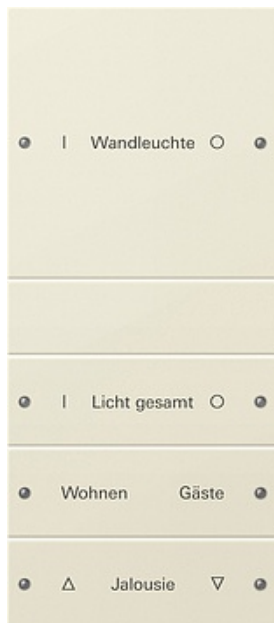 I Wandleuchte O
I Licht gesamt O
Wohnen Gäste
△ Jalousie ▽